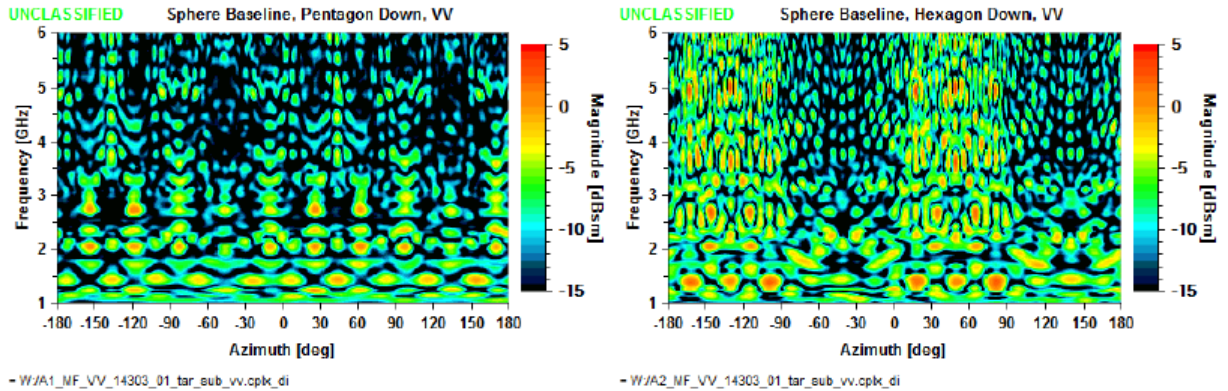 UNCLASSIFIED Sphere Baseline, Pentagon Down, VV
6
5
4
3
2
1
Frequency [GHz]
-180 -150 -120 -90 -60 -30 0 30 60 90 120 150 180
Azimuth [deg]
5
0
-5
-10
-15
Magnitude [dBsm]
- W:/A1_MF_VV_14303_01_tar_sub_vv.cplx_di
UNCLASSIFIED Sphere Baseline, Hexagon Down, VV
6
5
4
3
2
1
Frequency [GHz]
-180 -150 -120 -90 -60 -30 0 30 60 90 120 150 180
Azimuth [deg]
5
0
-5
-10
-15
Magnitude [dBsm]
- W:/A2_MF_VV_14303_01_tar_sub_vv.cplx_di